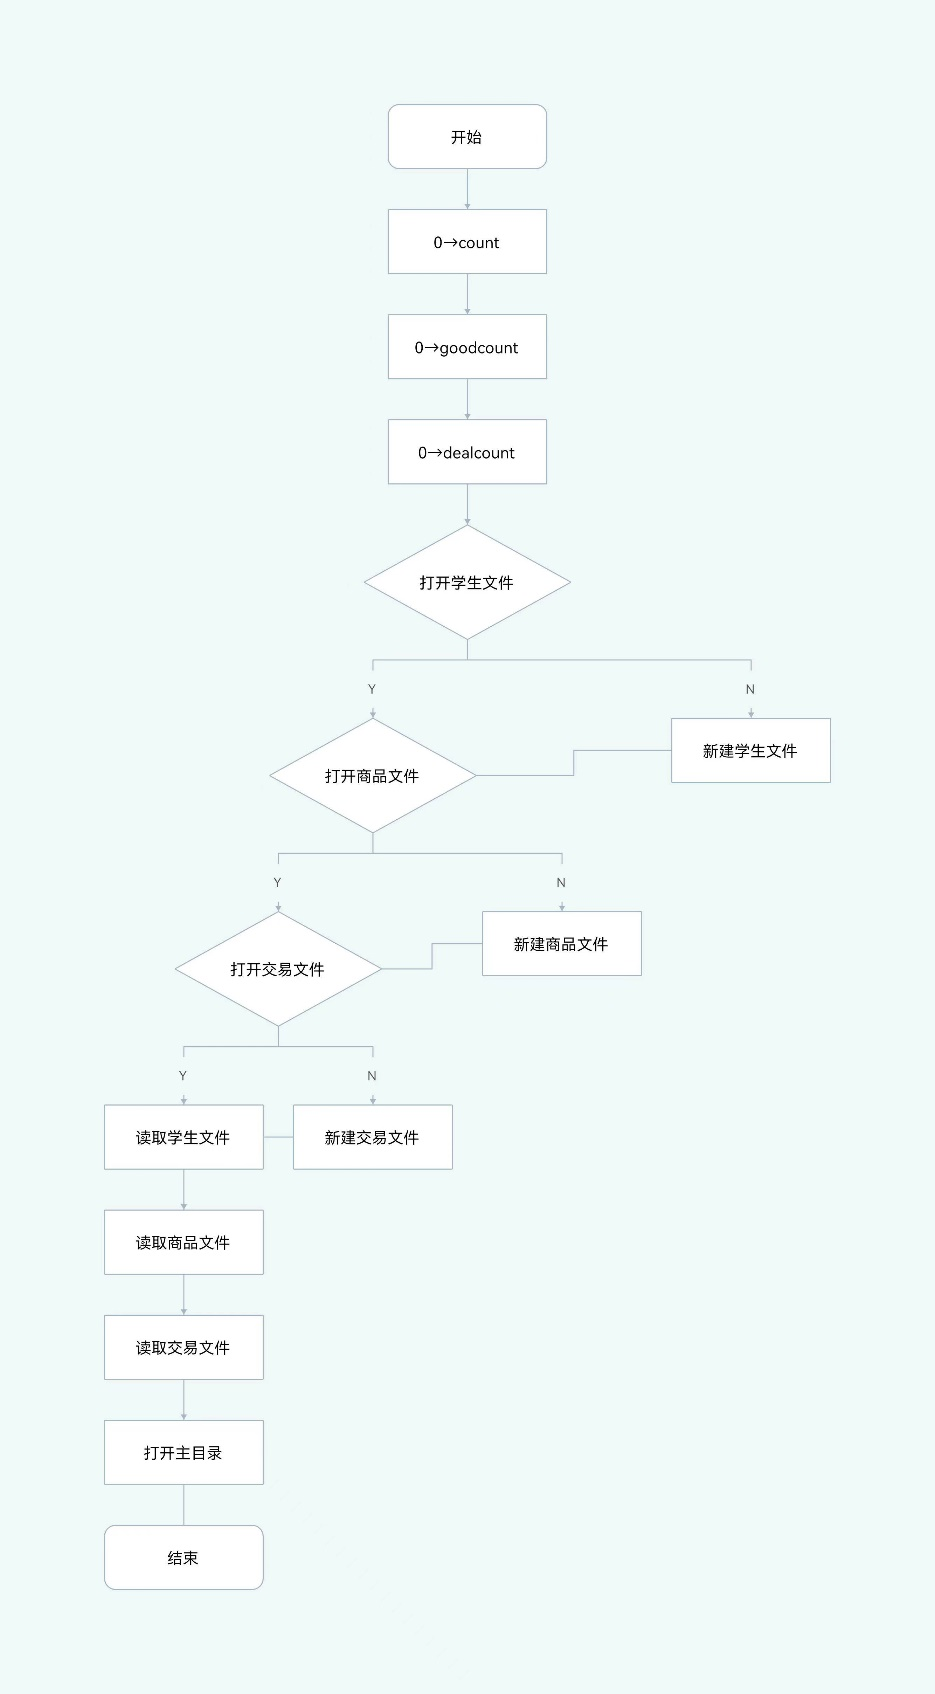 开始
0→count
0→goodcount
0→dealcount
打开学生文件
Y
N
打开商品文件
新建学生文件
Y
N
打开交易文件
新建商品文件
Y
N
读取学生文件
新建交易文件
读取商品文件
读取交易文件
打开主目录
结束